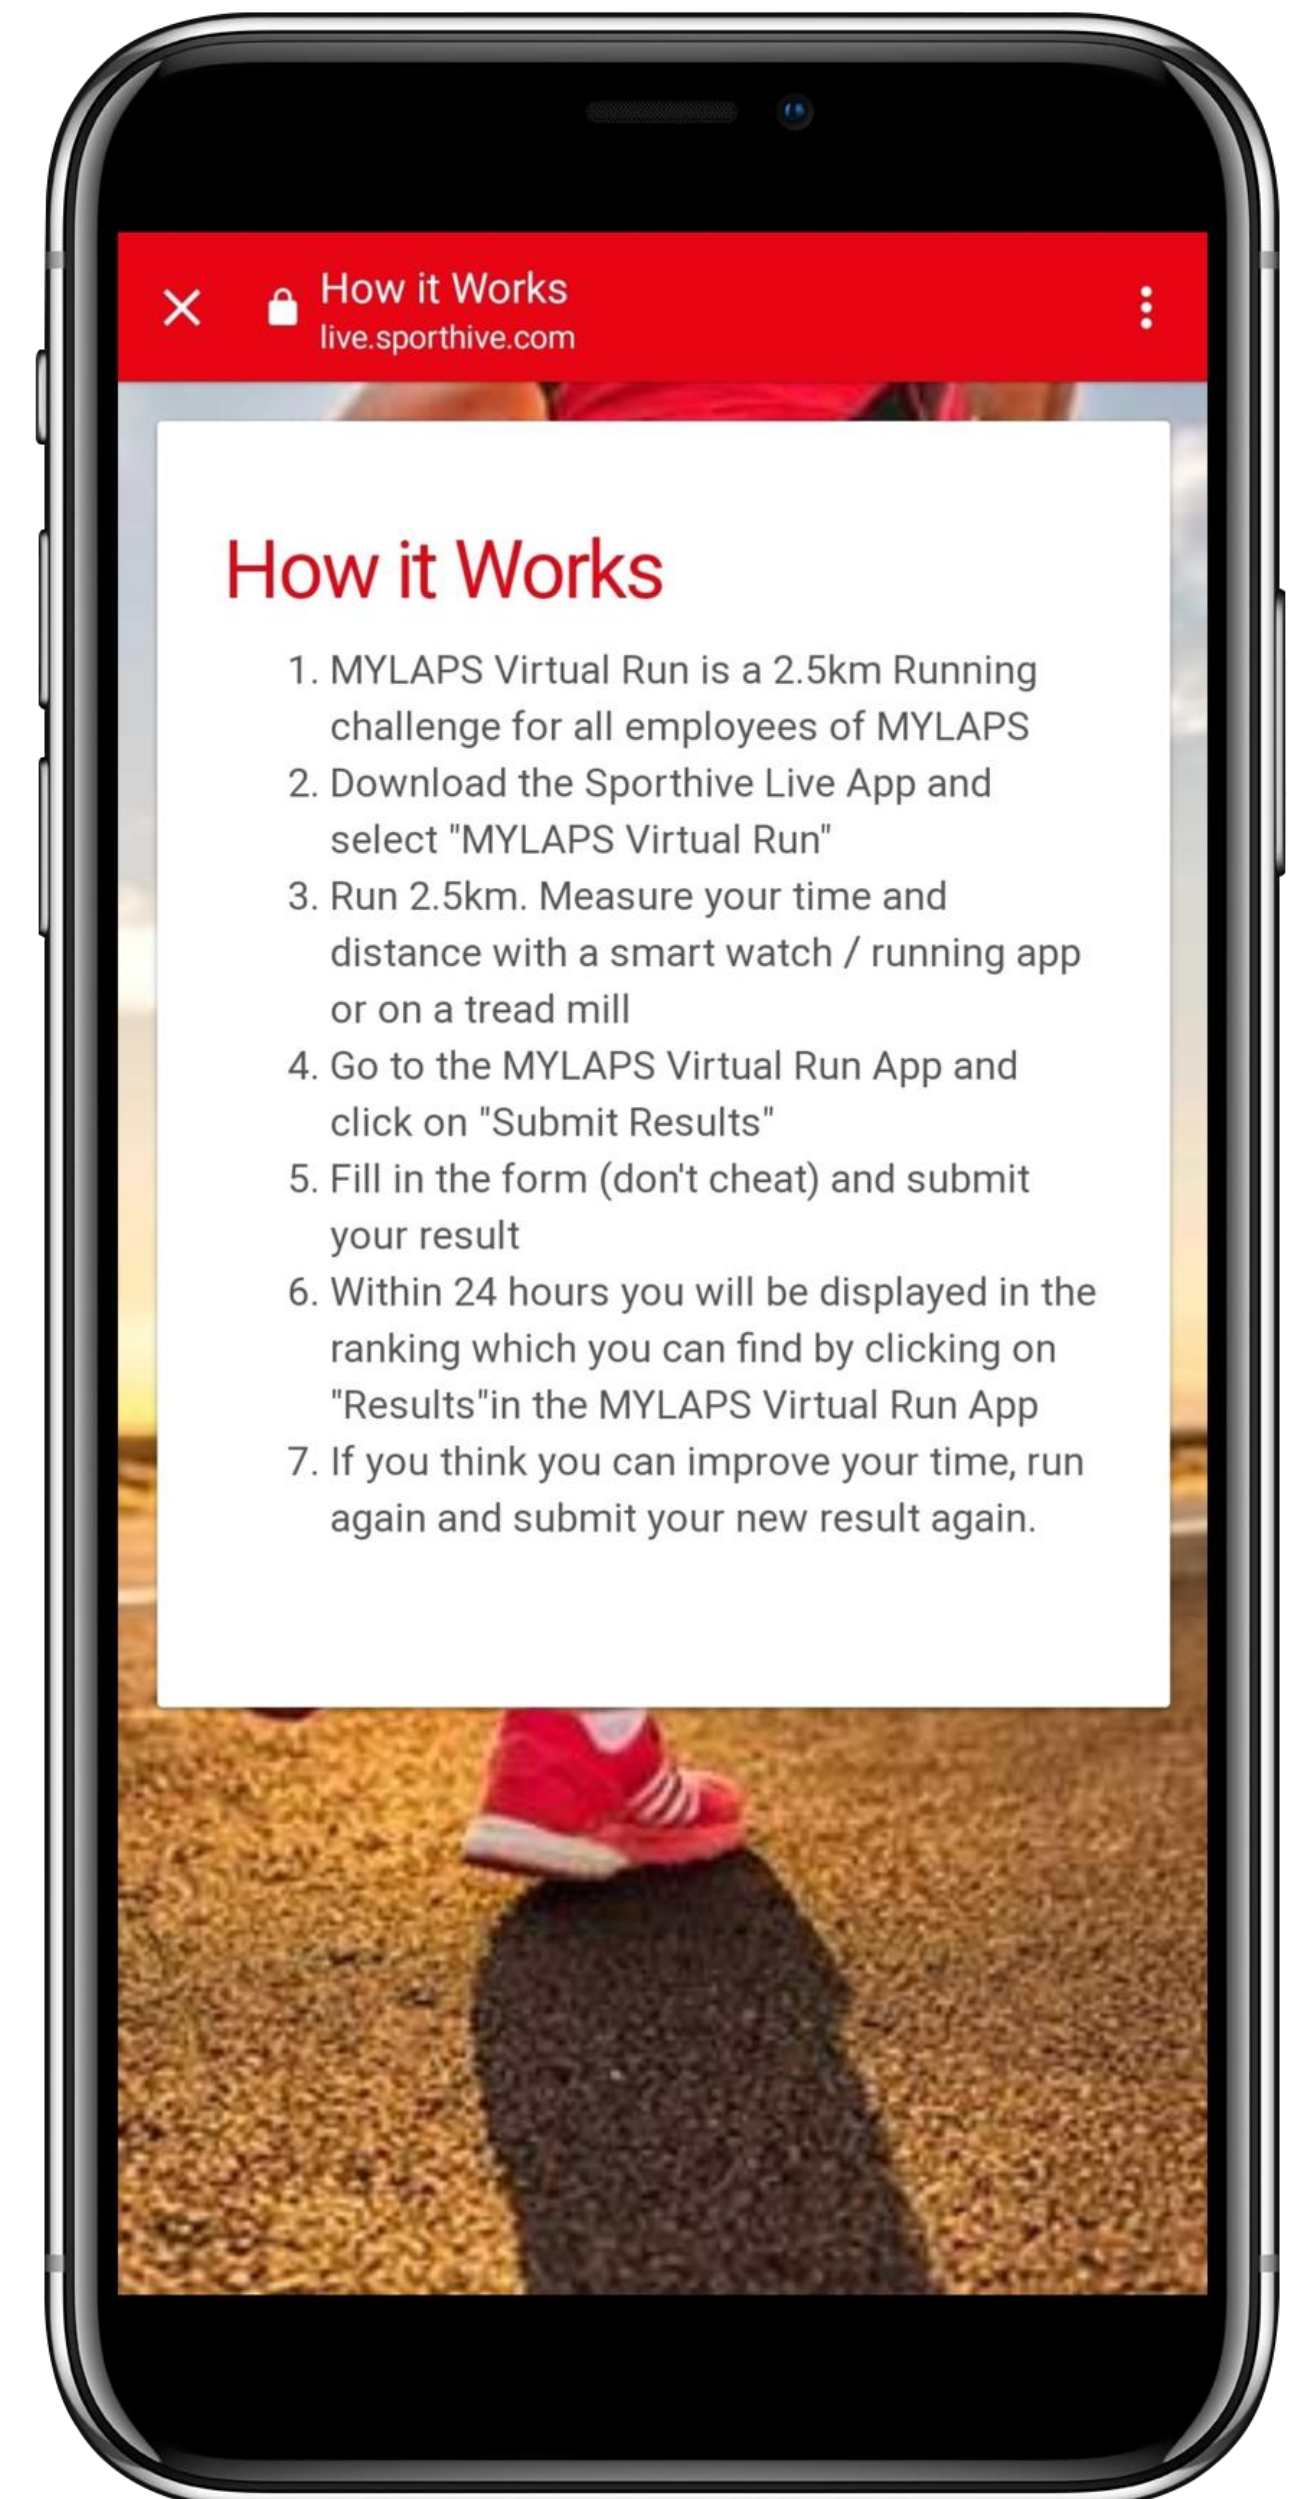 How it Works
live.sporthive.com
How it Works
1. MYLAPS Virtual Run is a 2.5km Running
challenge for all employees of MYLAPS
2. Download the Sporthive Live App and
select "MYLAPS Virtual Run"
3. Run 2.5km. Measure your time and
distance with a smart watch / running app
or on a tread mill
4. Go to the MYLAPS Virtual Run App and
click on "Submit Results"
5. Fill in the form (don't cheat) and submit
your result
6. Within 24 hours you will be displayed in the
ranking which you can find by clicking on
"Results"in the MYLAPS Virtual Run App
7. If you think you can improve your time, run
again and submit your new result again.